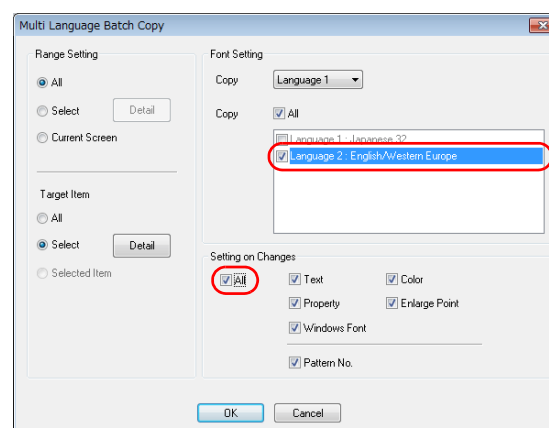 Multi Language Batch Copy
Range Setting
All
Select
Detail
Current Screen
Target Item
All
Select
Detail
Selected Item
Font Setting
Copy
Language 1
Copy
All
Language 1 : Japanese 32
Language 2 : English/Western Europe
Setting on Changes
All
Text
Color
Property
Enlarge Point
Windows Font
Pattern No.
OK
Cancel